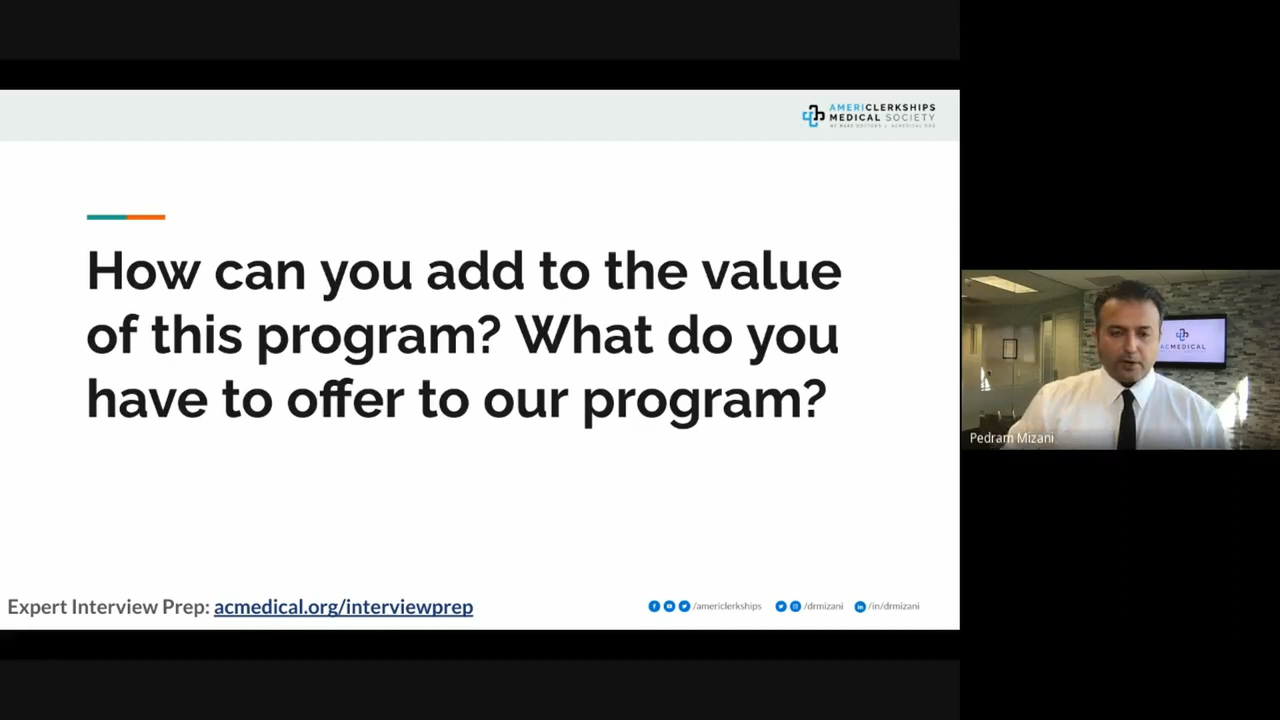 AMERICLERKSHIPS
MEDICAL SOCIETY
How can you add to the value
of this program? What do you
have to offer to our program?
ACMEDICAL
Pedram Mizani
Expert Interview Prep: acmedical.org/interviewprep
/americlerkships /drmizani /in/drmizani